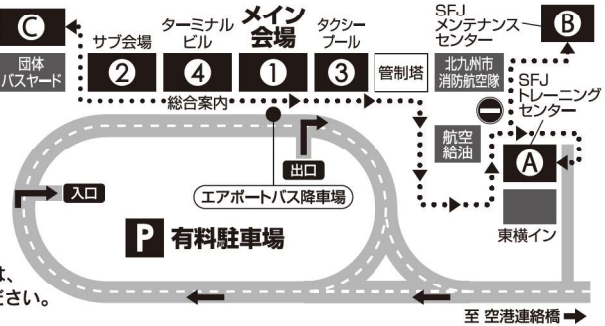 C
団体
バスヤード
サブ会場
2
ターミナル
ビル
4
メイン
会場
1
タクシー
プール
3
管制塔
SFJ
メンテナンス
センター
B
北九州市
消防航空隊
SFJ
トレーニング
センター
A
航空
給油
東横イン
総合案内
出口
入口
エアポートバス降車場
P 有料駐車場
は、
ださい。
至 空港連絡橋